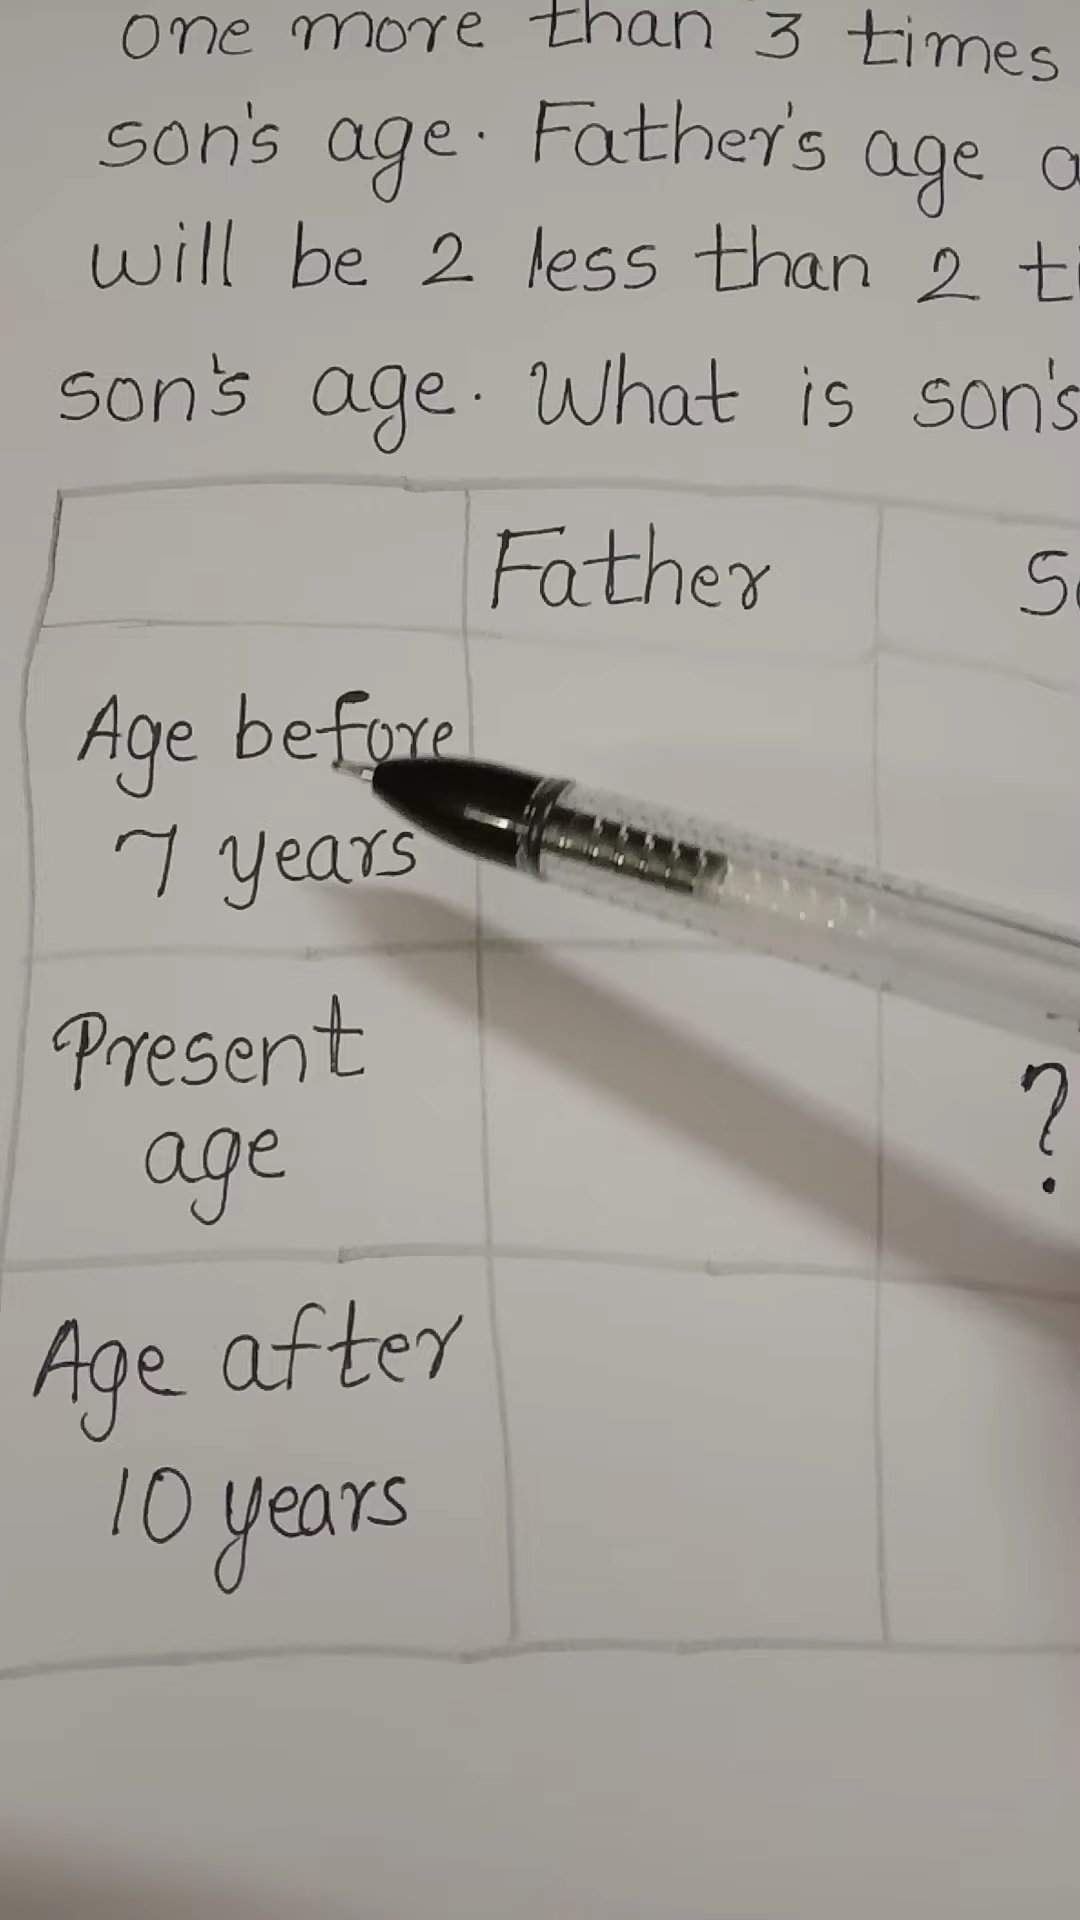 one more than 3 times
son's age. Father's age
will be 2 less than 2
son's age. What is son's
Father
Age before
7 years
Present
age
?
Age after
10 years